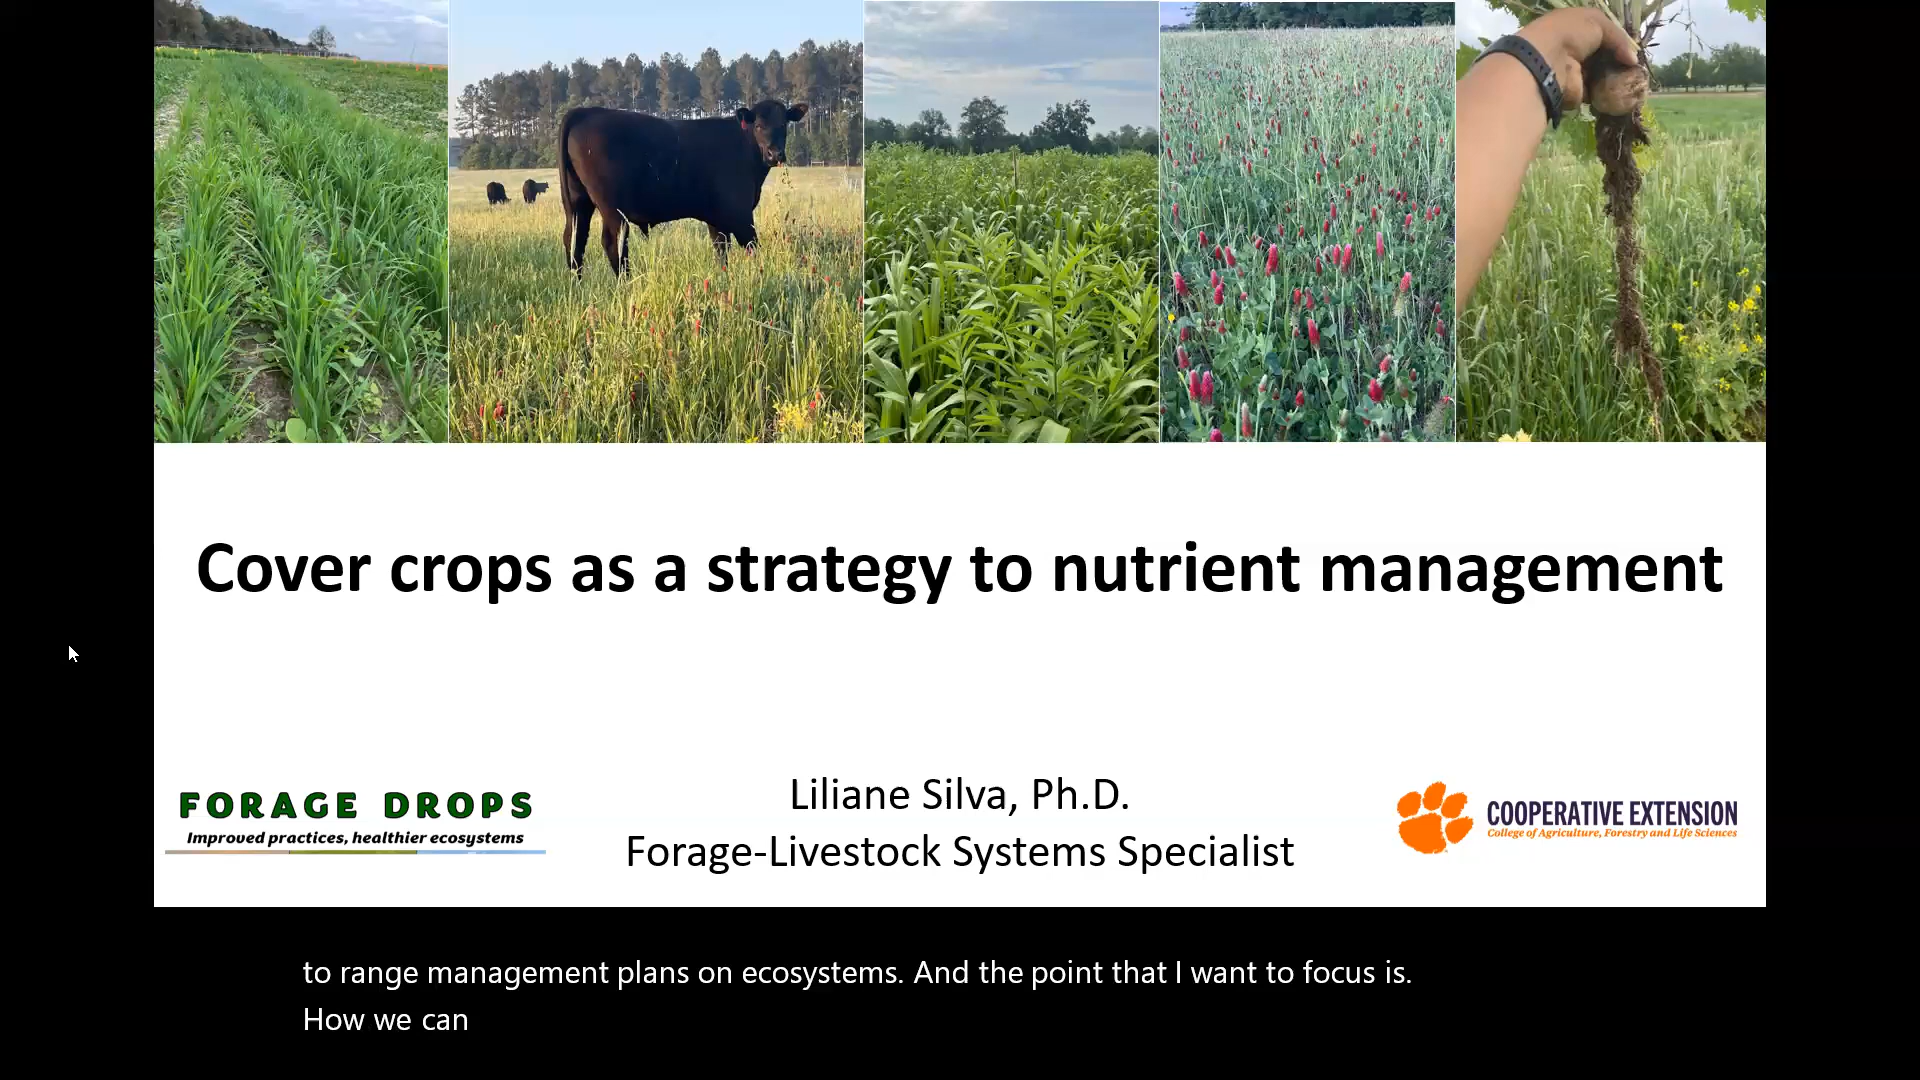 Cover crops as a strategy to nutrient management
FORAGE DROPS
Improved practices, healthier ecosystems
Liliane Silva, Ph.D.
Forage-Livestock Systems Specialist
COOPERATIVE EXTENSION
College of Agriculture, Forestry and Life Sciences
to range management plans on ecosystems. And the point that I want to focus is.
How we can